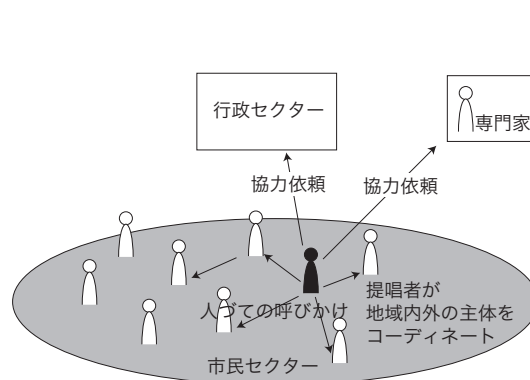 行政セクター
専門家
協力依頼
協力依頼
人づての呼びかけ
提唱者が
地域内外の主体を
コーディネート
市民セクター